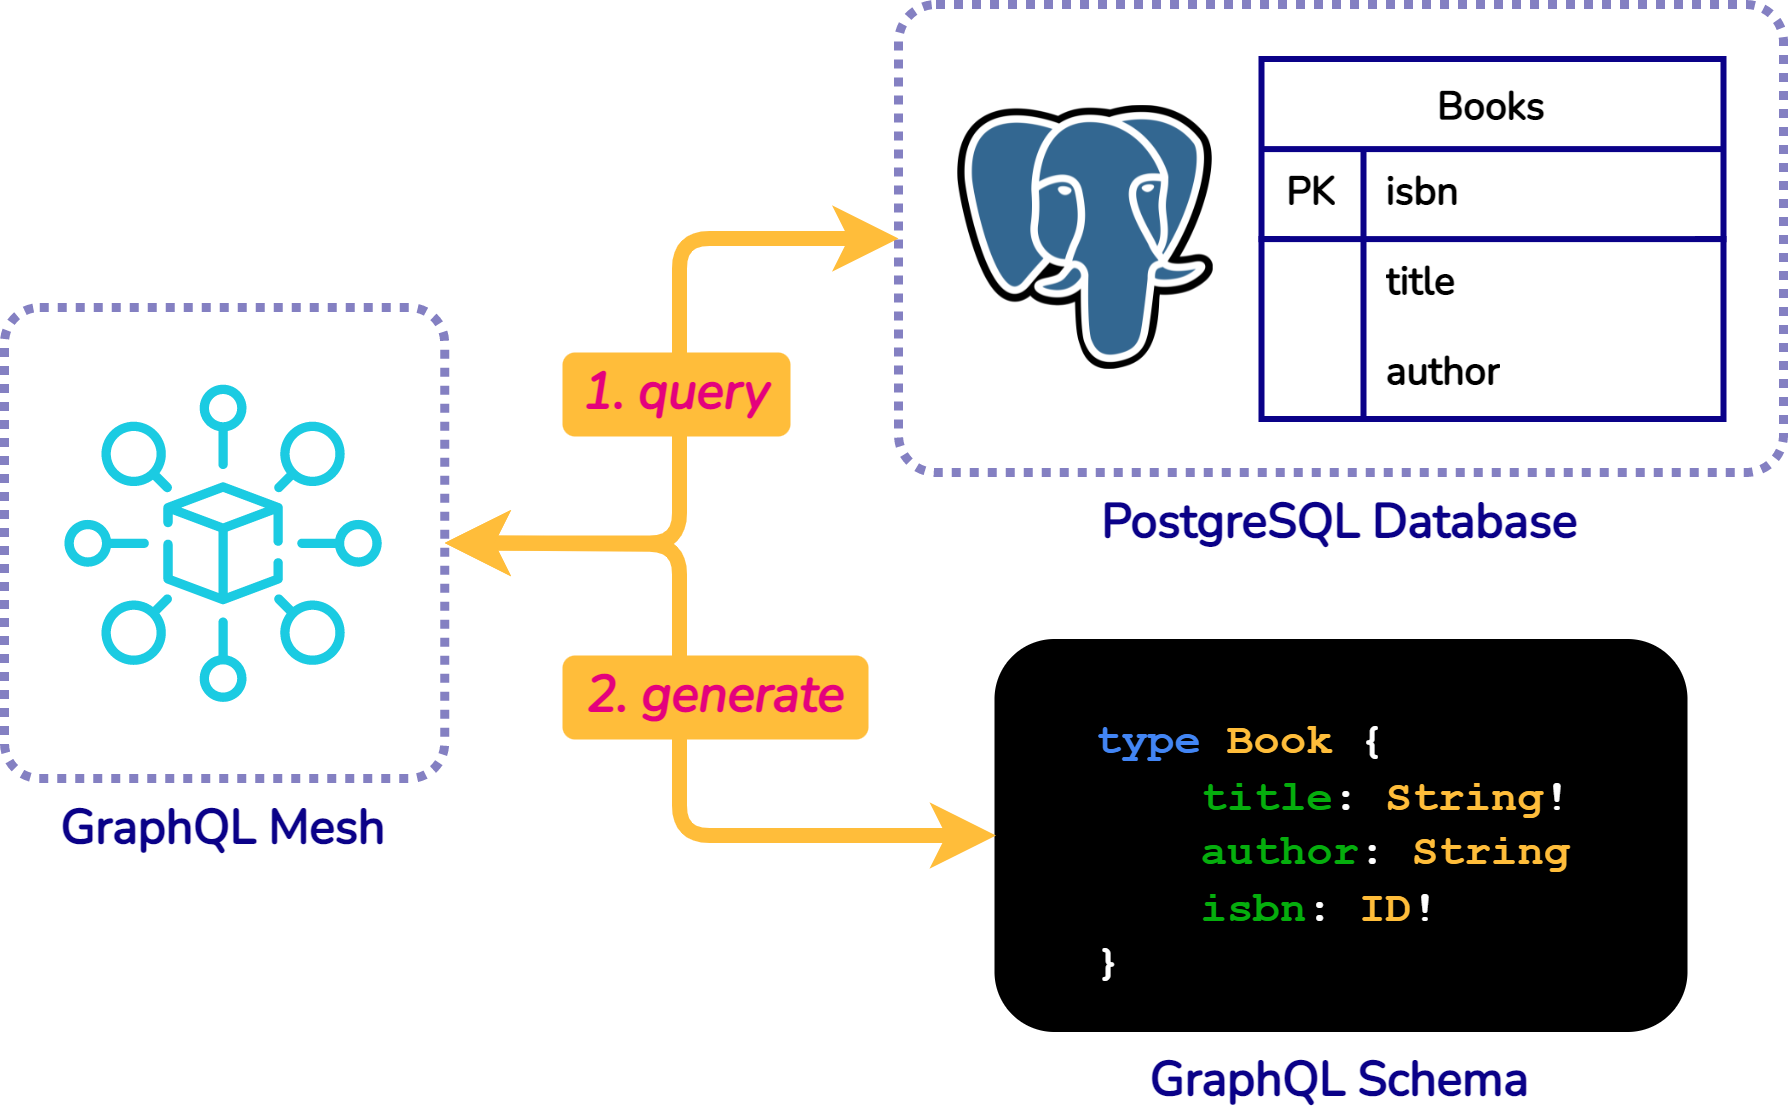 Books
PK isbn
title
author
PostgreSQL Database
1. query
2. generate
GraphQL Mesh
type Book {
title: String!
author: String
isbn: ID!
}
GraphQL Schema